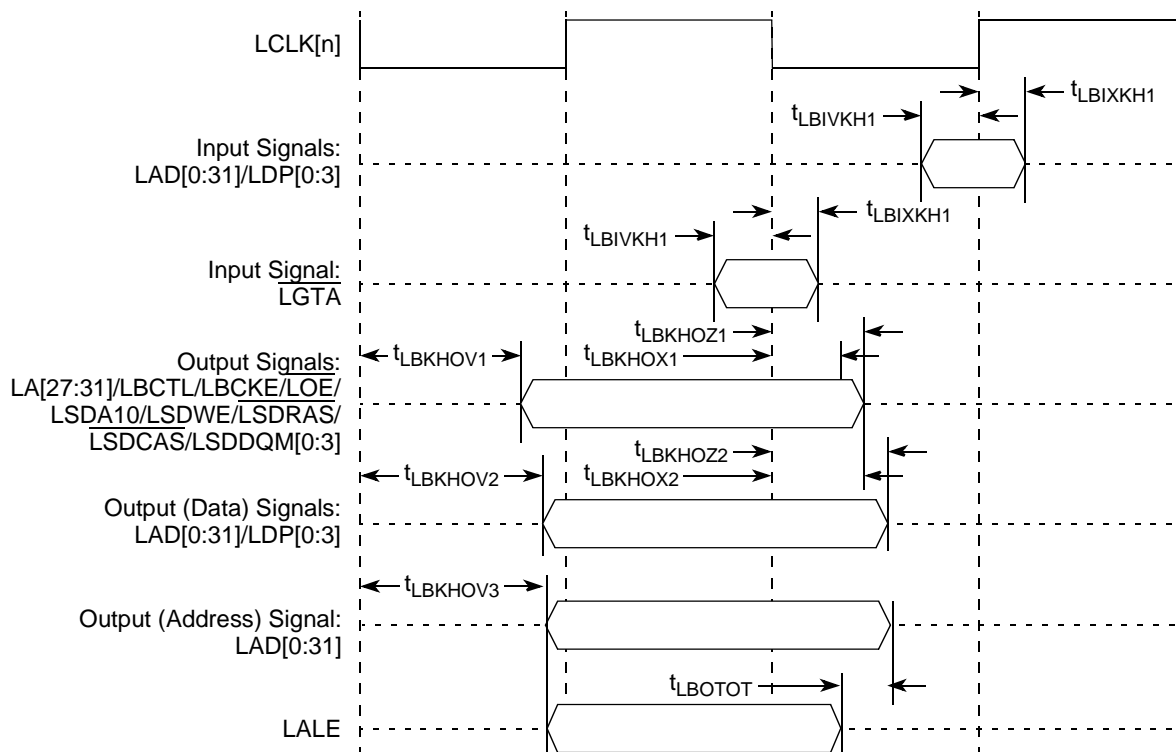 LCLK[n]
tLBIXKH1
tLBIVKH1
Input Signals:
LAD[0:31]/LDP[0:3]
tLBIXKH1
tLBIVKH1
Input Signal:
LGTA
tLBKHOZ1
tLBKHOV1
tLBKHOX1
Output Signals:
LA[27:31]/LBCTL/LBCKE/LOE/
LSDA10/LSDWE/LSDRAS/
LSDCAS/LSDDQM[0:3]
tLBKHOZ2
tLBKHOV2
tLBKHOX2
Output (Data) Signals:
LAD[0:31]/LDP[0:3]
tLBKHOV3
Output (Address) Signal:
LAD[0:31]
tLBOTOT
LALE